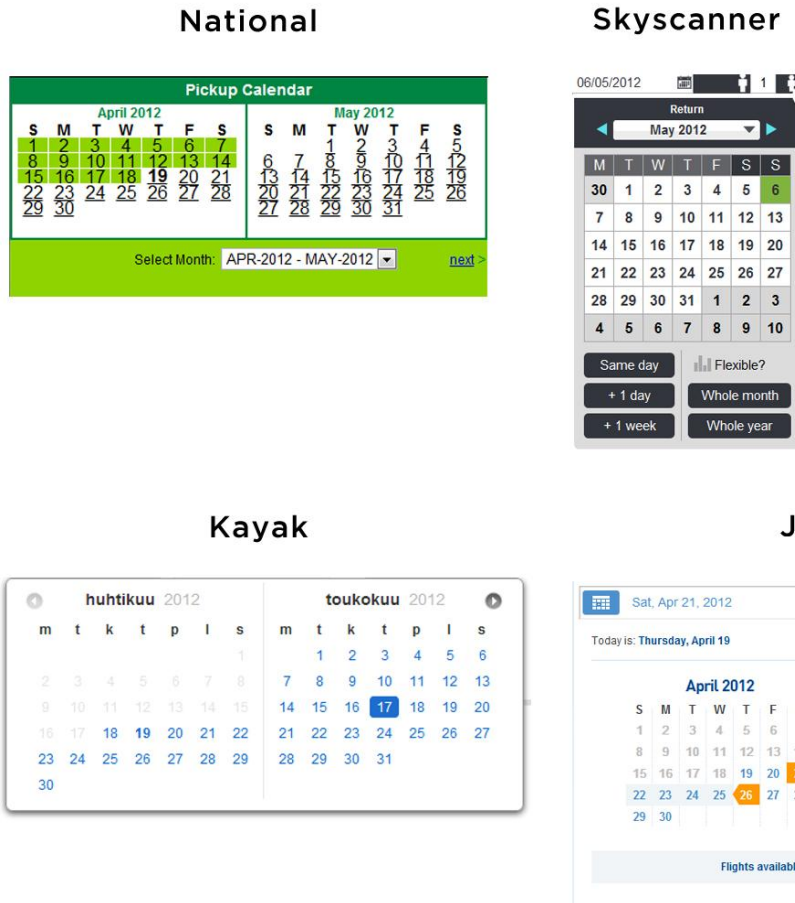 National
Pickup Calendar
April 2012
S M T W T F S
1 2 3 4 5 6 7
8 9 10 11 12 13 14
15 16 17 18 19 20 21
22 23 24 25 26 27 28
29 30
May 2012
S M T W T F S
1 2 3 4 5
6 7 8 9 10 11 12
13 14 15 16 17 18 19
20 21 22 23 24 25 26
27 28 29 30 31
Select Month: APR-2012 - MAY-2012 next >
Skyscanner
06/05/2012 1
Return
May 2012
M T W T F S S
30 1 2 3 4 5 6
7 8 9 10 11 12 13
14 15 16 17 18 19 20
21 22 23 24 25 26 27
28 29 30 31 1 2 3
4 5 6 7 8 9 10
Same day Flexible?
+ 1 day Whole month
+ 1 week Whole year
Kayak
huhtikuu 2012
m t k t p l s
1
2 3 4 5 6 7 8
9 10 11 12 13 14 15
16 17 18 19 20 21 22
23 24 25 26 27 28 29
30
toukokuu 2012
m t k t p l s
1 2 3 4 5 6
7 8 9 10 11 12 13
14 15 16 17 18 19 20
21 22 23 24 25 26 27
28 29 30 31
J
Sat, Apr 21, 2012
Today is: Thursday, April 19
April 2012
S M T W T F
1 2 3 4 5 6
8 9 10 11 12 13
15 16 17 18 19 20
22 23 24 25 26 27
29 30
Flights